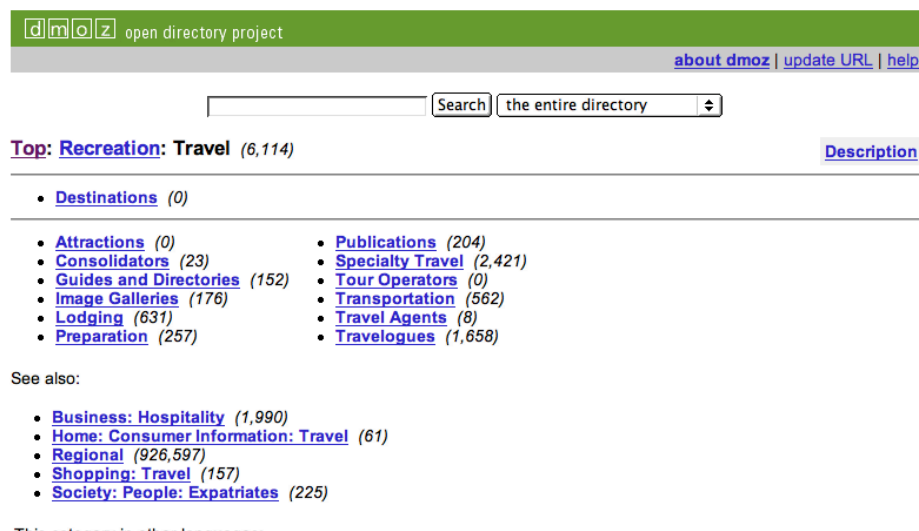 dmoz open directory project
about dmoz | update URL | help
Search the entire directory
Top: Recreation: Travel (6,114)
Description
Destinations (0)
Attractions (0)
Consolidators (23)
Guides and Directories (152)
Image Galleries (176)
Lodging (631)
Preparation (257)
Publications (204)
Specialty Travel (2,421)
Tour Operators (0)
Transportation (562)
Travel Agents (8)
Travelogues (1,658)
See also:
Business: Hospitality (1,990)
Home: Consumer Information: Travel (61)
Regional (926,597)
Shopping: Travel (157)
Society: People: Expatriates (225)